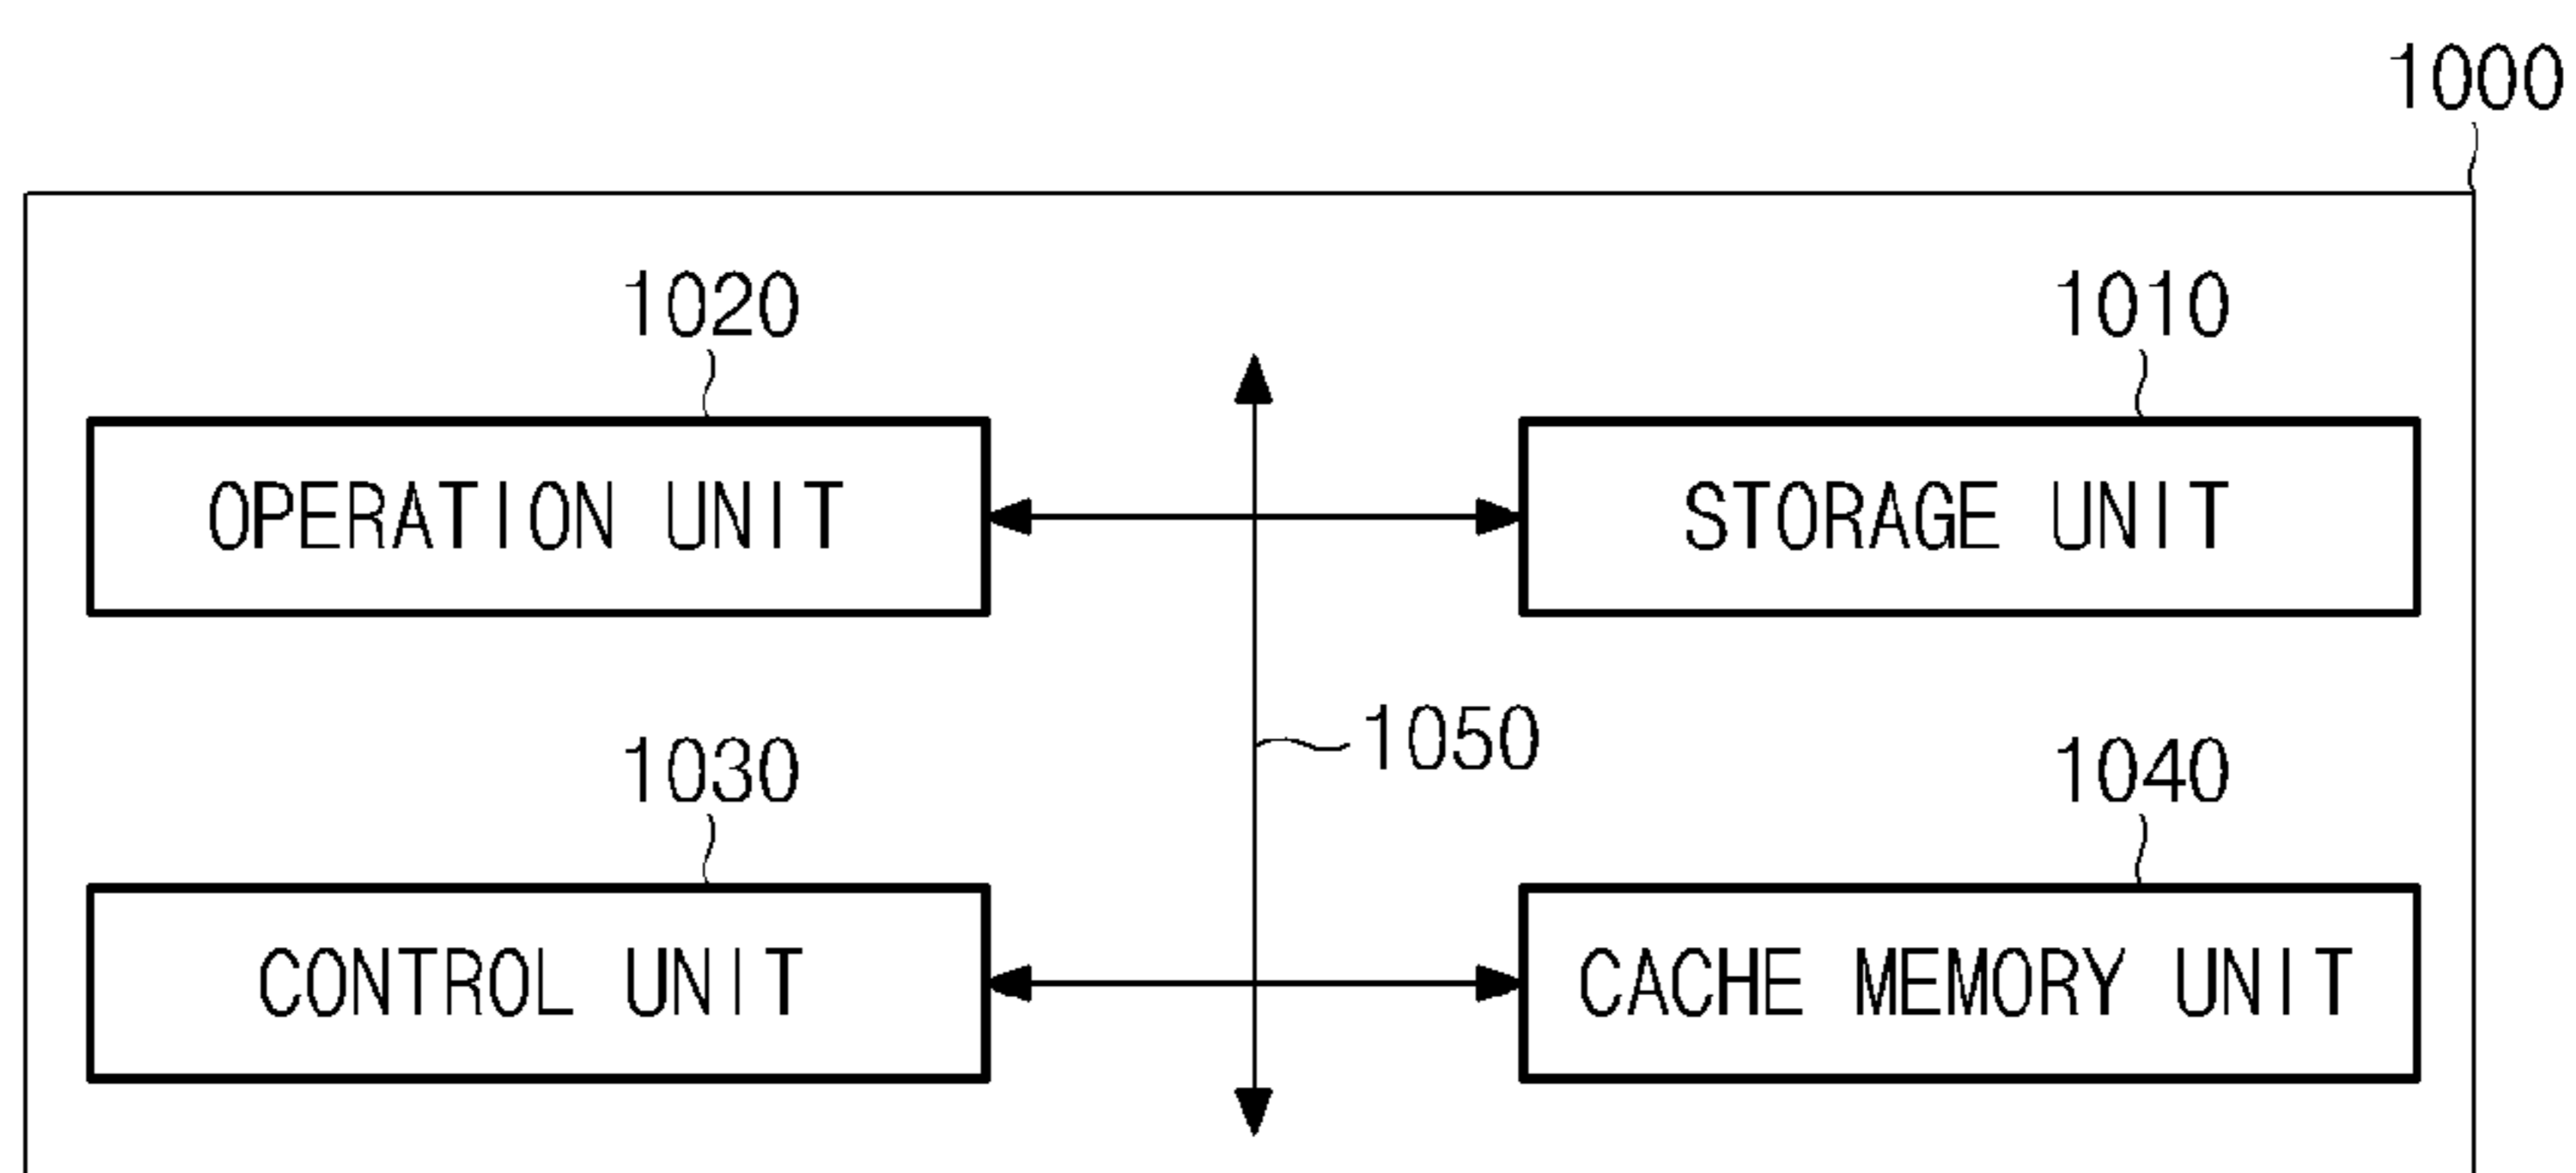 1000
1020
1010
OPERATION UNIT
STORAGE UNIT
1050
1030
1040
CONTROL UNIT
CACHE MEMORY UNIT